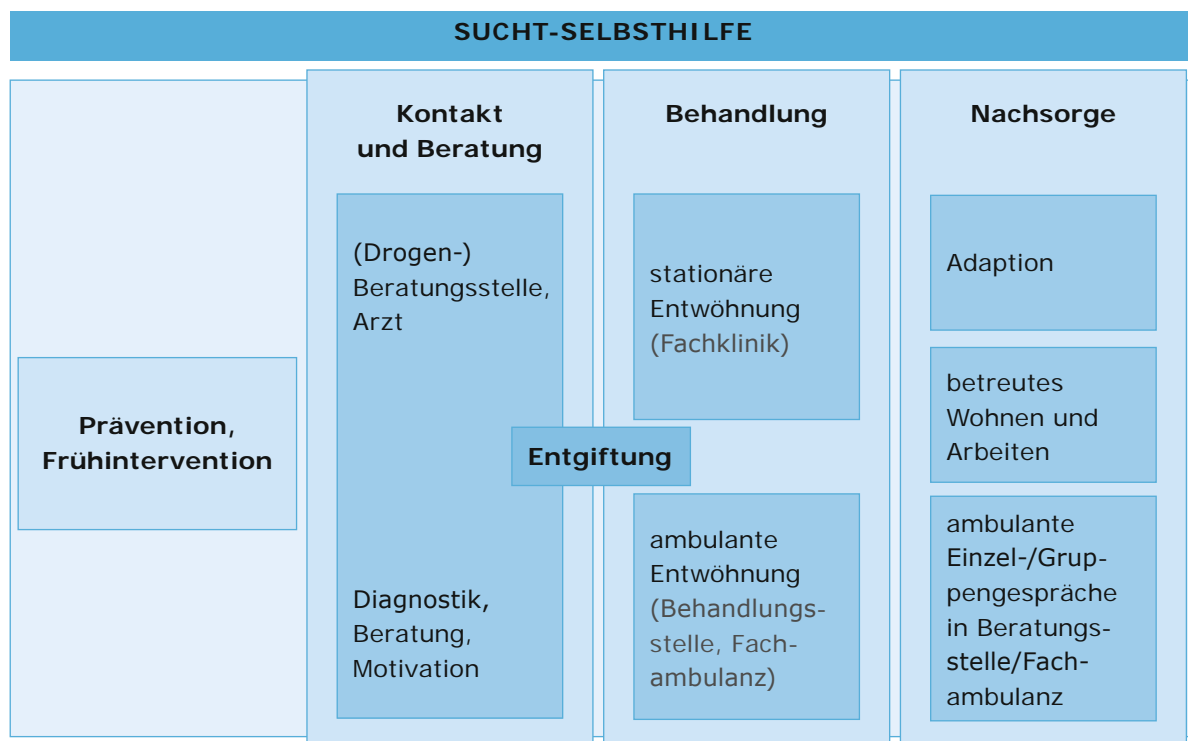 SUCHT-SELBSTHILFE
Prävention,
Frühintervention
Kontakt
und Beratung
(Drogen-)
Beratungsstelle,
Arzt
Diagnostik,
Beratung,
Motivation
Entgiftung
Behandlung
stationäre
Entwöhnung
(Fachklinik)
ambulante
Entwöhnung
(Behandlungs-
stelle, Fach-
ambulanz)
Nachsorge
Adaption
betreutes
Wohnen und
Arbeiten
ambulante
Einzel-/Grup-
pengespräche
in Beratungs-
stelle/Fach-
ambulanz